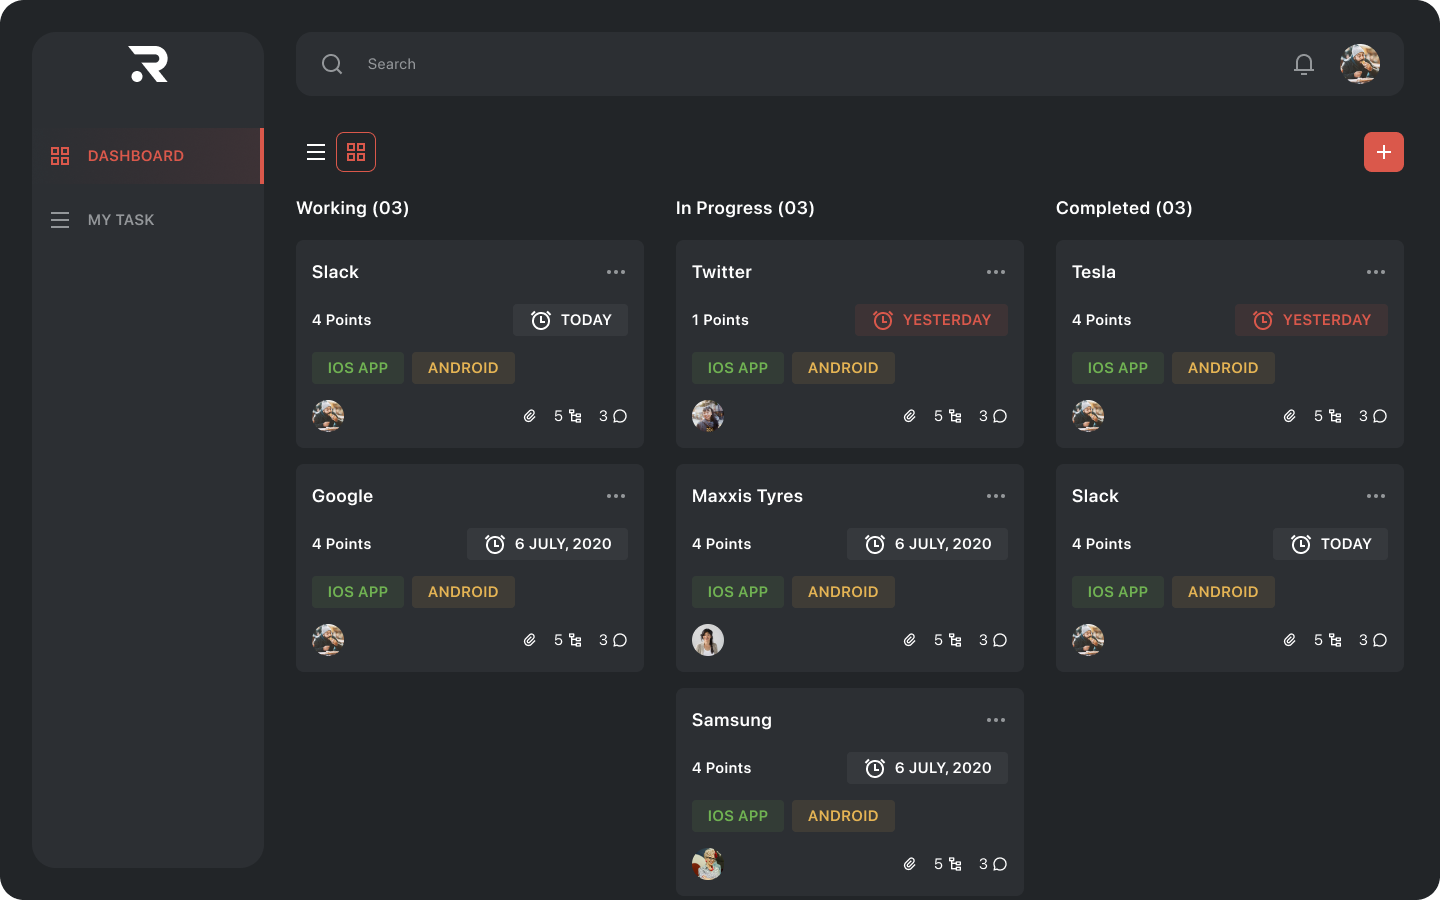 Search
DASHBOARD
MY TASK
Working (03)
Slack
4 Points
TODAY
IOS APP
ANDROID
5
3
Google
4 Points
6 JULY, 2020
IOS APP
ANDROID
5
3
In Progress (03)
Twitter
1 Points
YESTERDAY
IOS APP
ANDROID
5
3
Maxxis Tyres
4 Points
6 JULY, 2020
IOS APP
ANDROID
5
3
Samsung
4 Points
6 JULY, 2020
IOS APP
ANDROID
5
3
Completed (03)
Tesla
4 Points
YESTERDAY
IOS APP
ANDROID
5
3
Slack
4 Points
TODAY
IOS APP
ANDROID
5
3